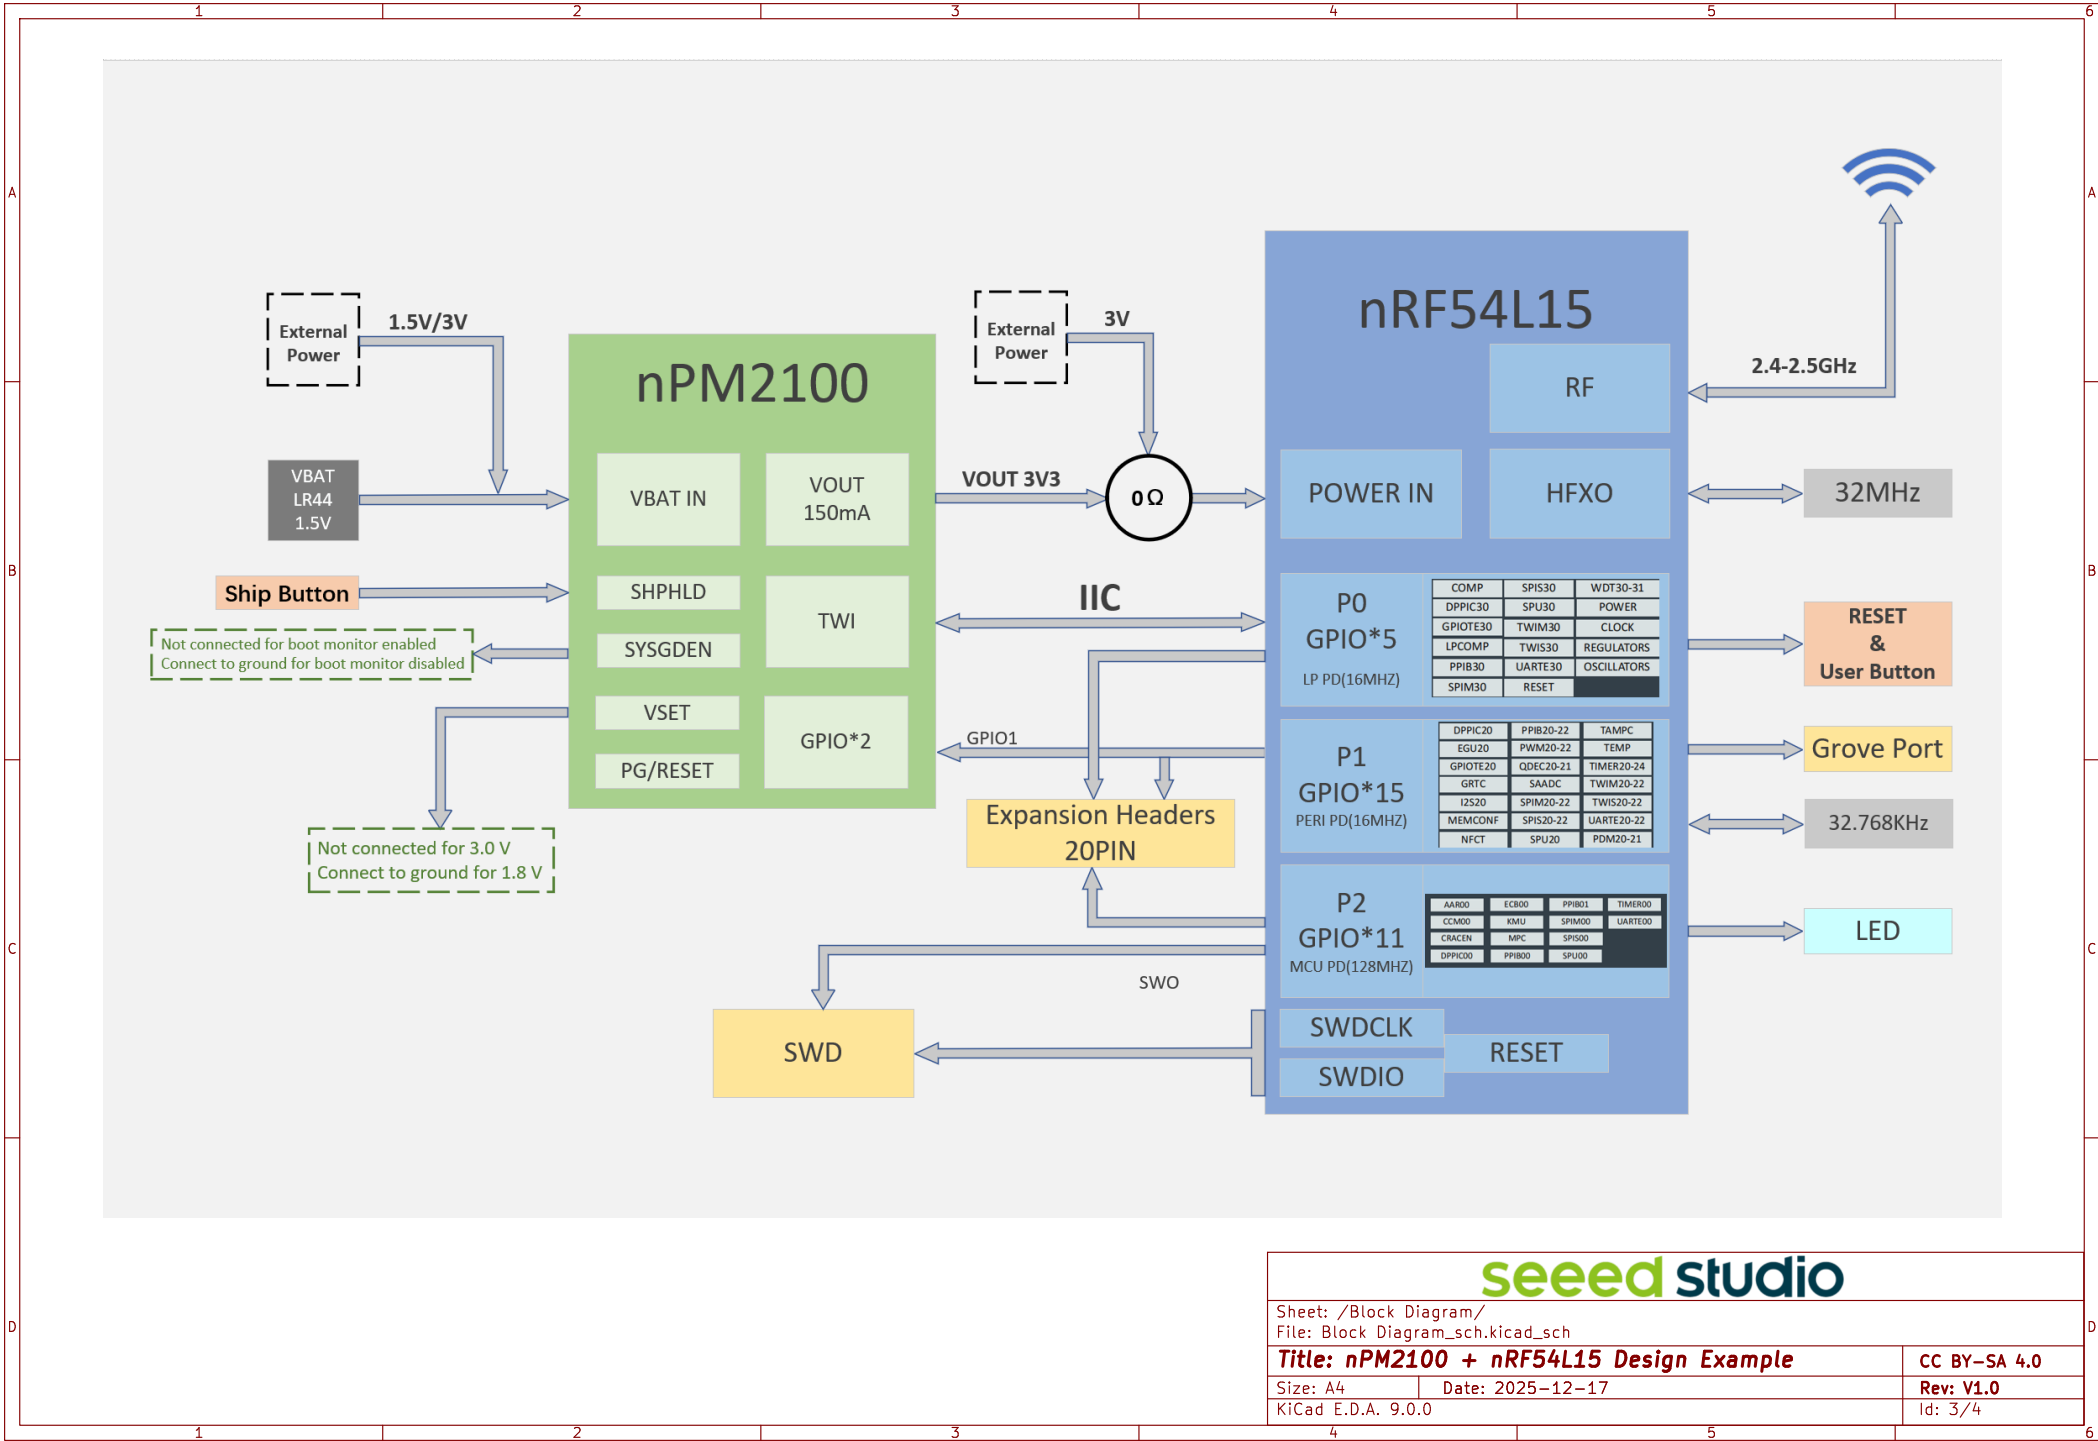 1 2 3 4 5 6
A A
B B
C C
D D
External
Power
1.5V/3V
VBAT
LR44
1.5V
Ship Button
Not connected for boot monitor enabled
Connect to ground for boot monitor disabled
Not connected for 3.0 V
Connect to ground for 1.8 V
nPM2100
VBAT IN
VOUT
150mA
SHPHLD
TWI
SYSGDEN
VSET
GPIO*2
PG/RESET
External
Power
3V
VOUT 3V3
0Ω
IIC
GPIO1
Expansion Headers
20PIN
SWO
SWD
nRF54L15
RF
POWER IN
HFXO
P0
GPIO*5
LP PD(16MHZ)
COMP SPIS30 WDT30-31
DPPIC30 SPU30 POWER
GPIOTE30 TWIM30 CLOCK
LPCOMP TWIS30 REGULATORS
PPIB30 UARTE30 OSCILLATORS
SPIM30 RESET
P1
GPIO*15
PERI PD(16MHZ)
DPPIC20 PPIB20-22 TAMPC
EGU20 PWM20-22 TEMP
GPIOTE20 QDEC20-21 TIMER20-24
GRTC SAADC TWIM20-22
I2S20 SPIM20-22 TWIS20-22
MEMCONF SPIS20-22 UARTE20-22
NFCT SPU20 PDM20-21
P2
GPIO*11
MCU PD(128MHZ)
AAR00 ECB00 PPIB01 TIMER00
CCM00 KMU SPIM00 UARTE00
CRACEN MPC SPIS00
DPPIC00 PPIB00 SPU00
SWDCLK
RESET
SWDIO
2.4-2.5GHz
32MHz
RESET
&
User Button
Grove Port
32.768KHz
LED
seeed studio
Sheet: /Block Diagram/
File: Block Diagram_sch.kicad_sch
Title: nPM2100 + nRF54L15 Design Example
CC BY-SA 4.0
Size: A4
Date: 2025-12-17
Rev: V1.0
KiCad E.D.A. 9.0.0
Id: 3/4
1 2 3 4 5 6